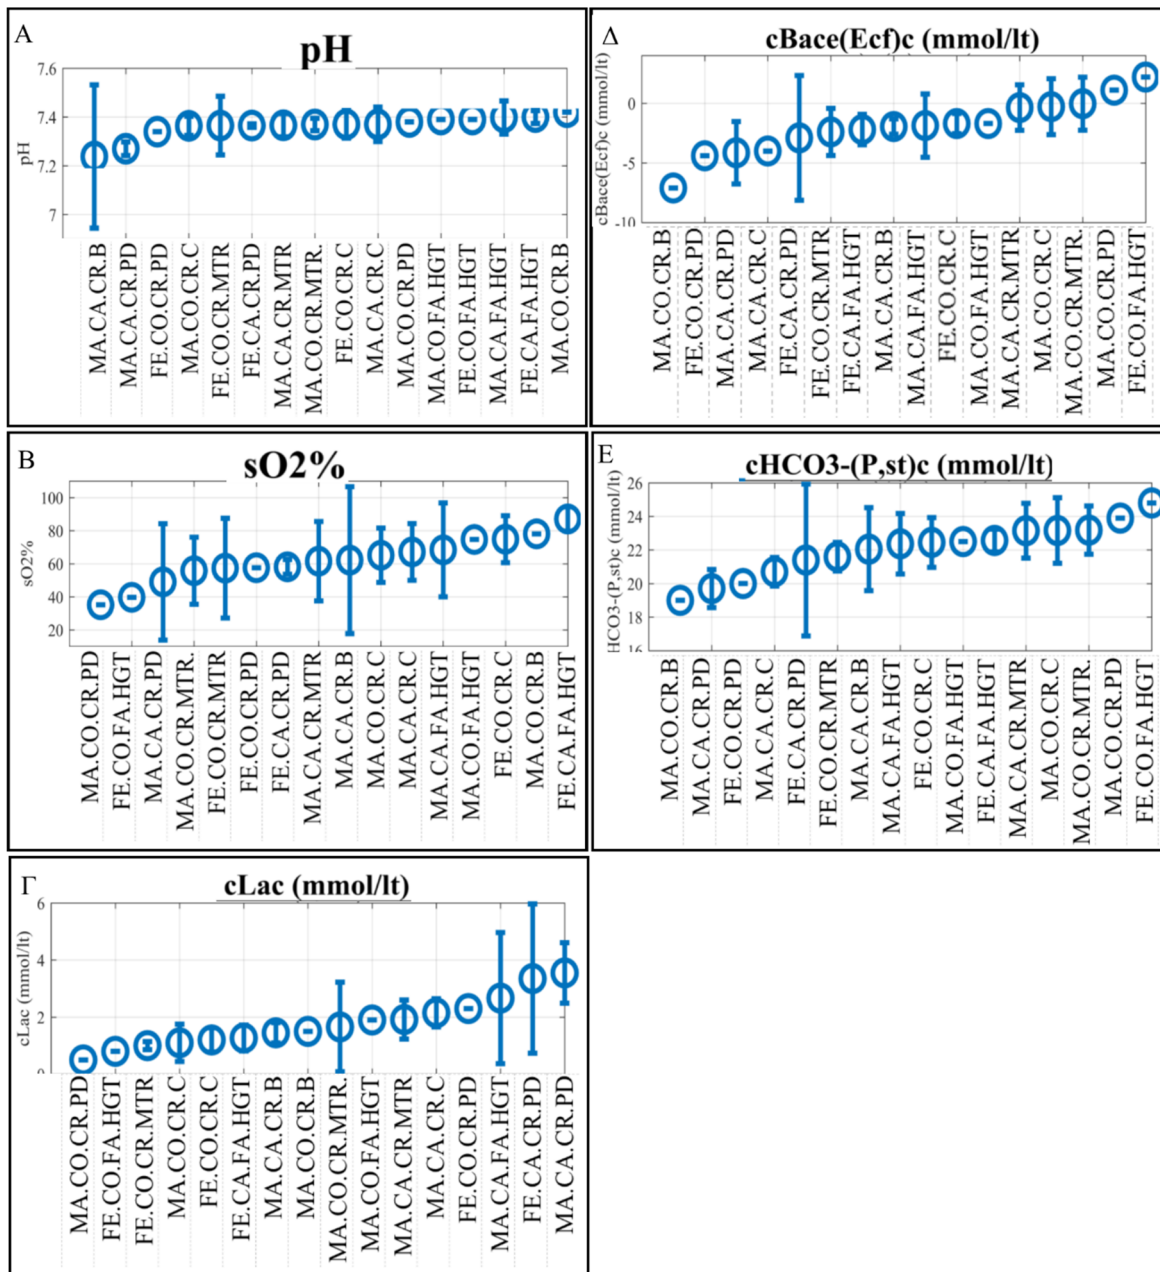 A
pH
7.6
7.4
7.2
7
pH
MA.CA.CR.B
MA.CA.CR.PD
FE.CO.CR.PD
MA.CO.CR.C
FE.CO.CR.MTR
FE.CA.CR.PD
MA.CA.CR.MTR
MA.CO.CR.MTR.
FE.CO.CR.C
MA.CA.CR.C
MA.CO.CR.PD
MA.CO.FA.HGT
FE.CO.FA.HGT
MA.CA.FA.HGT
FE.CA.FA.HGT
MA.CO.CR.B
Δ
cBace(Ecf)c (mmol/lt)
0
-5
-10
cBace(Ecf)c (mmol/lt)
MA.CO.CR.B
FE.CO.CR.PD
MA.CA.CR.PD
MA.CA.CR.C
FE.CA.CR.PD
FE.CO.CR.MTR
FE.CA.FA.HGT
MA.CA.CR.B
MA.CA.FA.HGT
FE.CO.CR.C
MA.CO.FA.HGT
MA.CA.CR.MTR
MA.CO.CR.C
MA.CO.CR.MTR.
MA.CO.CR.PD
FE.CO.FA.HGT
B
sO2%
100
80
60
40
20
sO2%
MA.CO.CR.PD
FE.CO.FA.HGT
MA.CA.CR.PD
MA.CO.CR.MTR.
FE.CO.CR.MTR
FE.CO.CR.PD
FE.CA.CR.PD
MA.CA.CR.MTR
MA.CA.CR.B
MA.CO.CR.C
MA.CA.CR.C
MA.CA.FA.HGT
MA.CO.FA.HGT
FE.CO.CR.C
MA.CO.CR.B
FE.CA.FA.HGT
E
cHCO3-(P,st)c (mmol/lt)
26
24
22
20
18
16
HCO3-(P,st)c (mmol/lt)
MA.CO.CR.B
MA.CA.CR.PD
FE.CO.CR.PD
MA.CA.CR.C
FE.CA.CR.PD
FE.CO.CR.MTR
MA.CA.CR.B
MA.CA.FA.HGT
FE.CO.CR.C
MA.CO.FA.HGT
FE.CA.FA.HGT
MA.CA.CR.MTR
MA.CO.CR.C
MA.CO.CR.MTR.
MA.CO.CR.PD
FE.CO.FA.HGT
Γ
cLac (mmol/lt)
6
4
2
0
cLac (mmol/lt)
MA.CO.CR.PD
FE.CO.FA.HGT
FE.CO.CR.MTR
MA.CO.CR.C
FE.CO.CR.C
FE.CA.FA.HGT
MA.CA.CR.B
MA.CO.CR.B
MA.CO.CR.MTR.
MA.CO.FA.HGT
MA.CA.CR.MTR
MA.CA.CR.C
FE.CO.CR.PD
MA.CA.FA.HGT
FE.CA.CR.PD
MA.CA.CR.PD